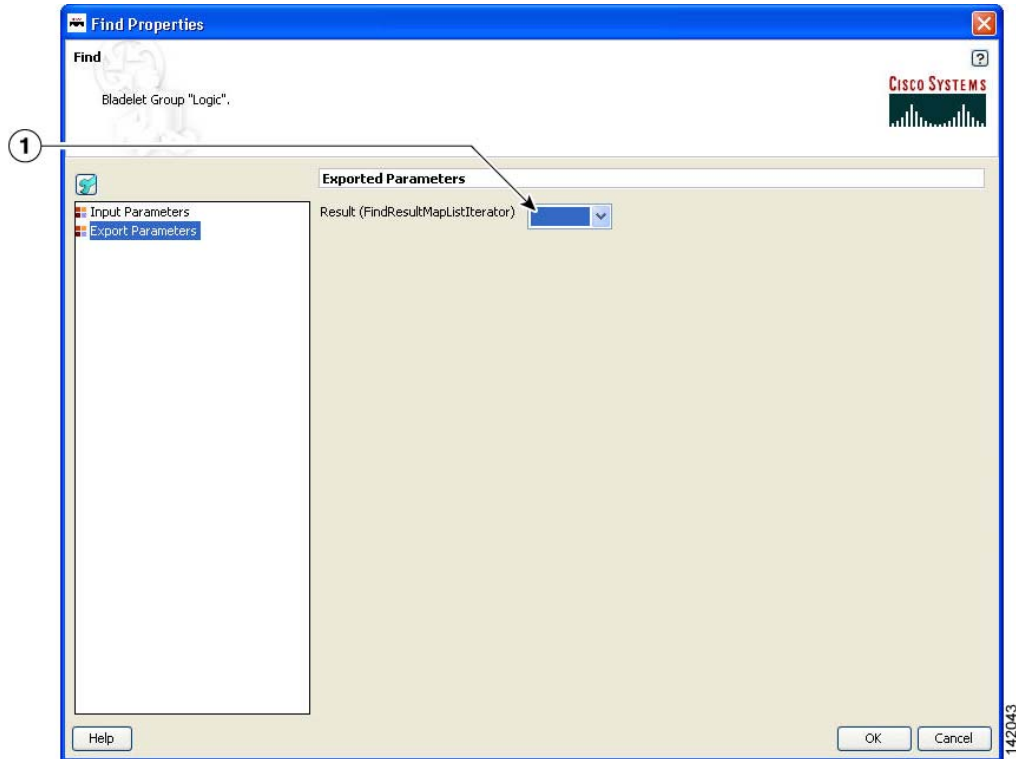 Find Properties
Find
Bladelet Group "Logic".
CISCO SYSTEMS
1
Exported Parameters
Input Parameters
Export Parameters
Result (FindResultMapListIterator)
Help
OK
Cancel
142043